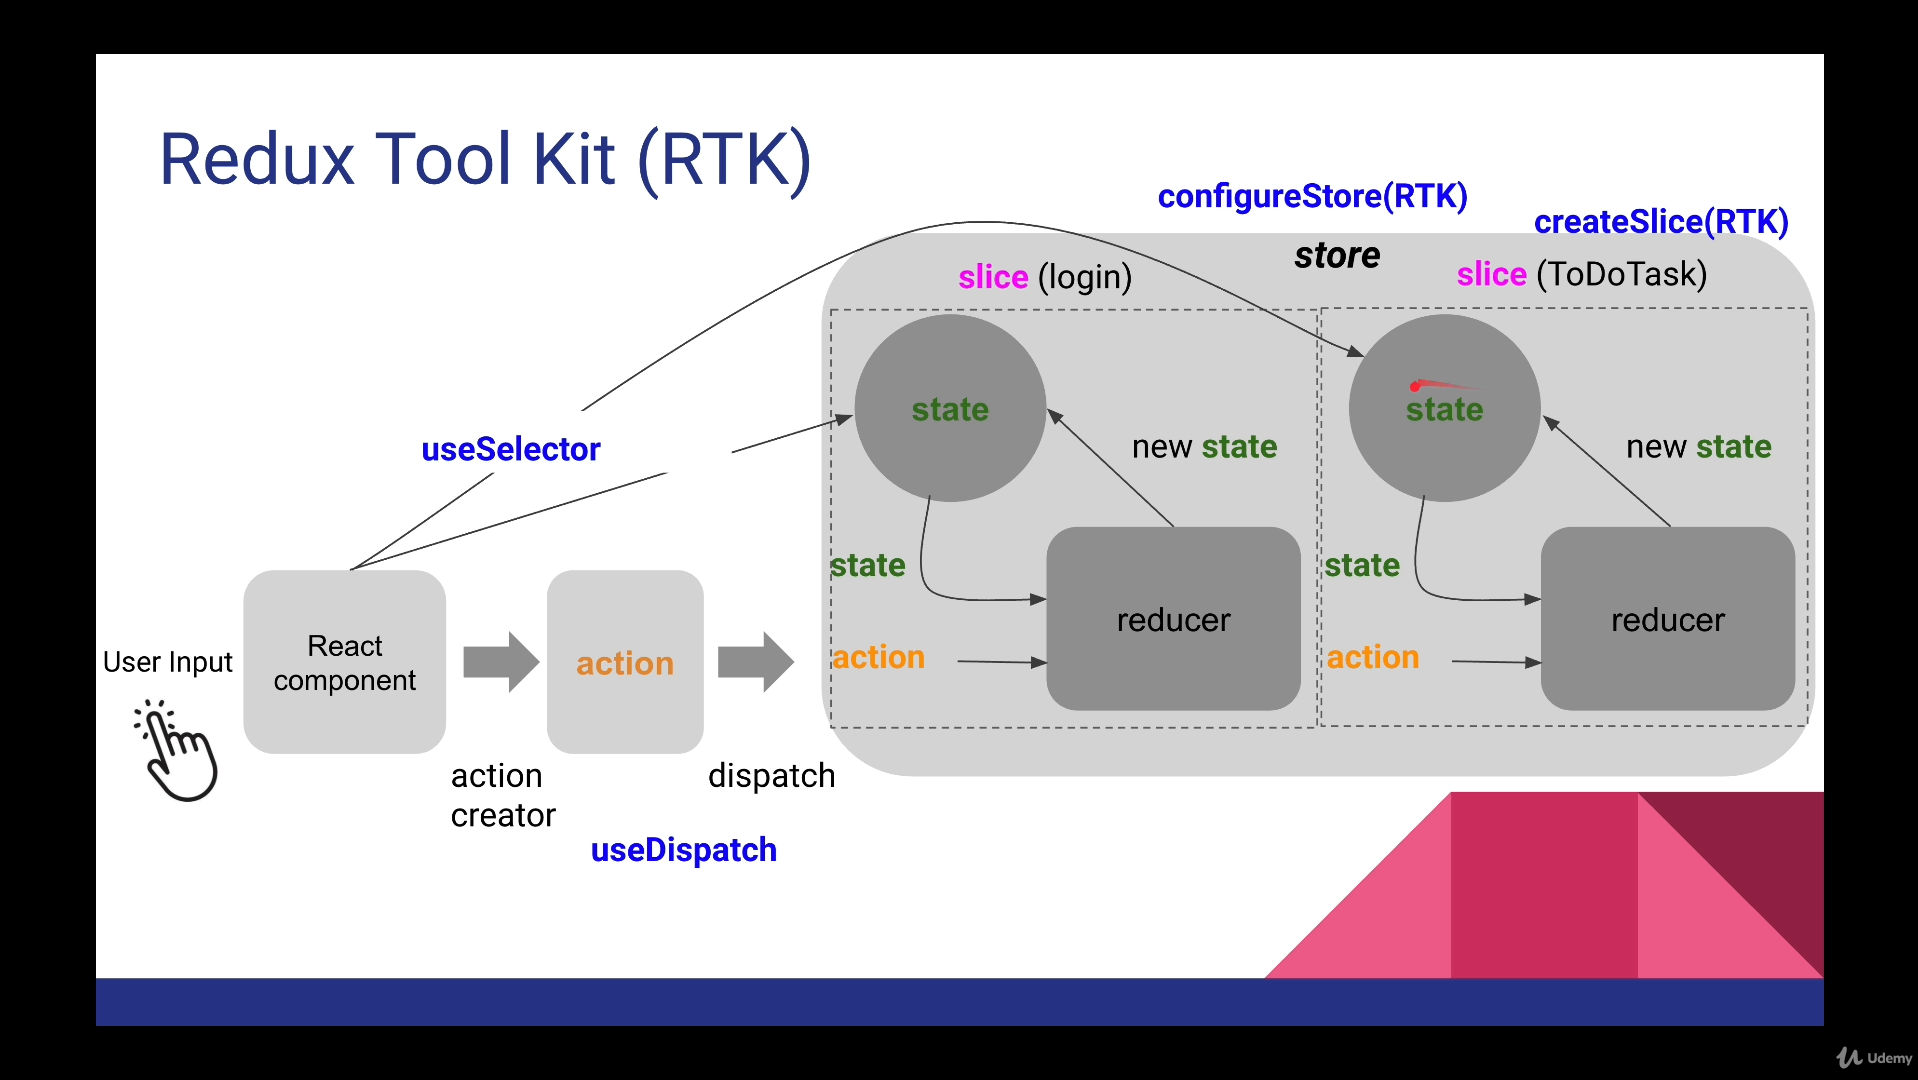 Redux Tool Kit (RTK)
configureStore(RTK)
createSlice(RTK)
store
slice (login)
slice (ToDoTask)
state
state
useSelector
new state
new state
state
state
reducer
reducer
User Input
React
component
action
action
action
action
creator
dispatch
useDispatch
Udemy